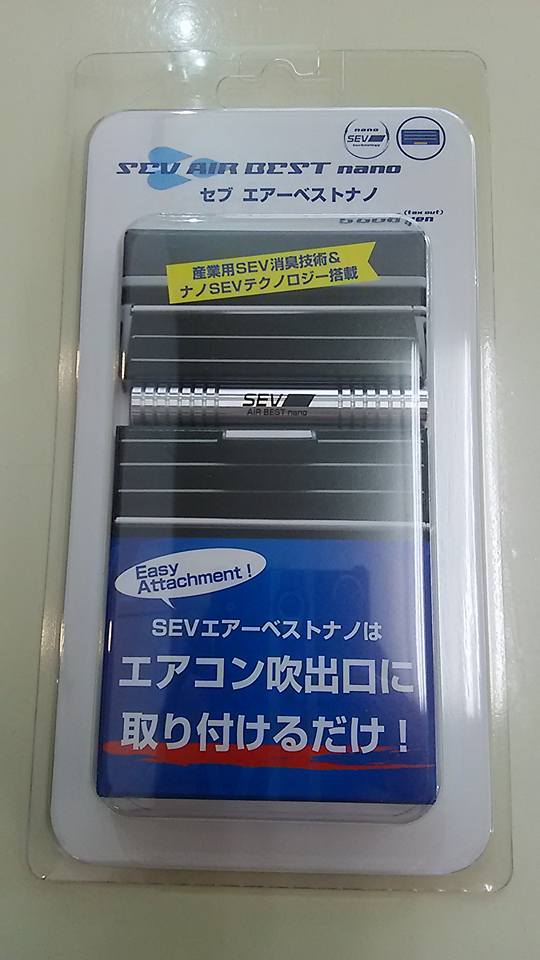 nano
SEV
SEV AIR BEST nano
セブ エアーベストナノ
(tax out)
yen
産業用SEV消臭技術&
ナノSEVテクノロジー搭載
SEV
AIR BEST nano
Easy
Attachment!
SEVエアーベストナノは
エアコン吹出口に
取り付けるだけ!